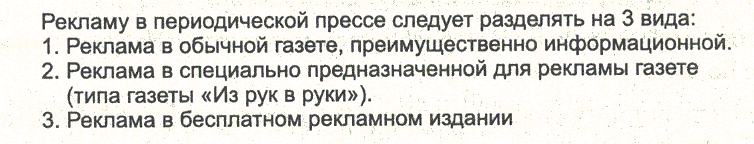 Рекламу в периодической прессе следует разделять на 3 вида:
1. Реклама в обычной газете, преимущественно информационной.
2. Реклама в специально предназначенной для рекламы газете
(типа газеты «Из рук в руки»).
3. Реклама в бесплатном рекламном издании